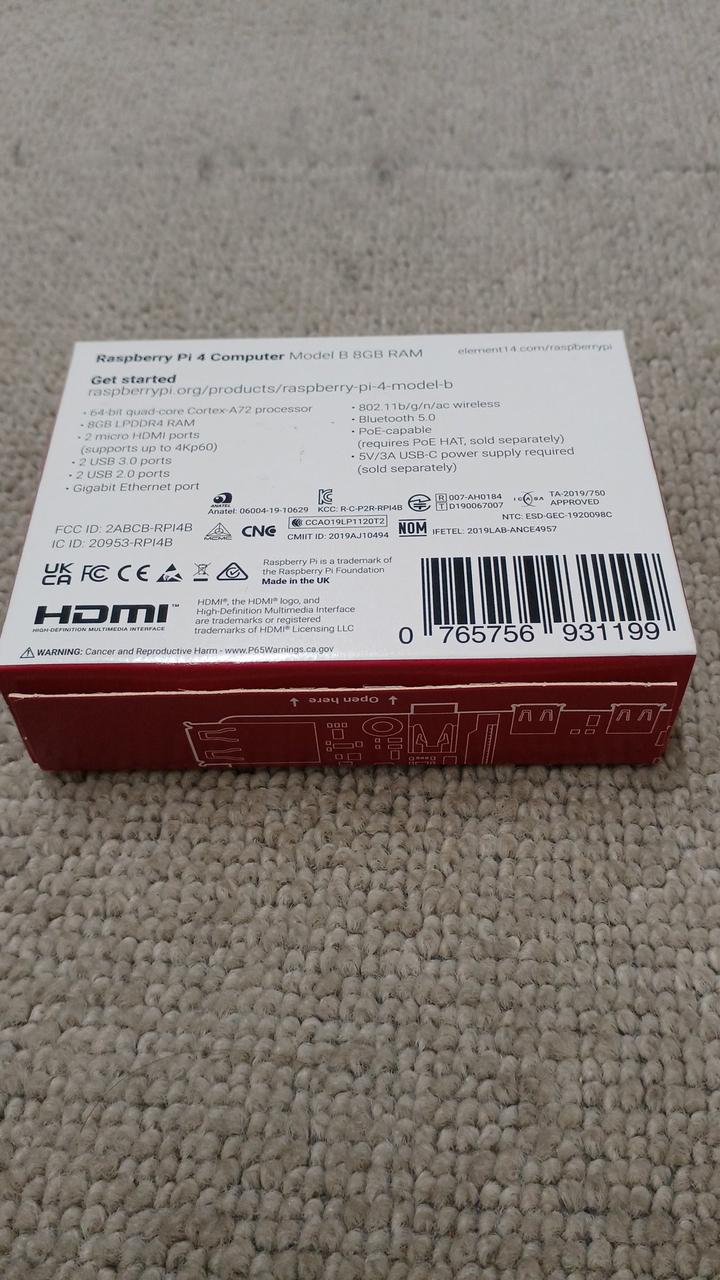 Raspberry Pi 4 Computer Model B 8GB RAM
element14.com/raspberrypi
Get started
raspberrypi.org/products/raspberry-pi-4-model-b
• 64-bit quad-core Cortex-A72 processor
• 8GB LPDDR4 RAM
• 2 micro HDMI ports
(supports up to 4Kp60)
• 2 USB 3.0 ports
• 2 USB 2.0 ports
• Gigabit Ethernet port
• 802.11b/g/n/ac wireless
• Bluetooth 5.0
• PoE-capable
(requires PoE HAT, sold separately)
• 5V/3A USB-C power supply required
(sold separately)
FCC ID: 2ABCB-RPI4B
IC ID: 20953-RPI4B
ANATEL
Anatel: 06004-19-10629
KCC: R-C-P2R-RPI4B
R 007-AH0184
T D190067007
ICASA
TA-2019/750
APPROVED
NTC: ESD-GEC-1920098C
CNC
CCAO19LP1120T2
CMIIT ID: 2019AJ10494
NOM
IFETEL: 2019LAB-ANCE4957
UK
CA
FC
CE
Raspberry Pi is a trademark of
the Raspberry Pi Foundation
Made in the UK
HDMI™
HIGH-DEFINITION MULTIMEDIA INTERFACE
HDMI®, the HDMI® logo, and
High-Definition Multimedia Interface
are trademarks or registered
trademarks of HDMI® Licensing LLC
0 765756 931199
WARNING: Cancer and Reproductive Harm - www.P65Warnings.ca.gov
Open here